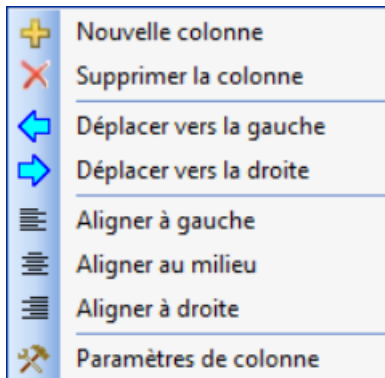 Nouvelle colonne
Supprimer la colonne
Déplacer vers la gauche
Déplacer vers la droite
Aligner à gauche
Aligner au milieu
Aligner à droite
Paramètres de colonne